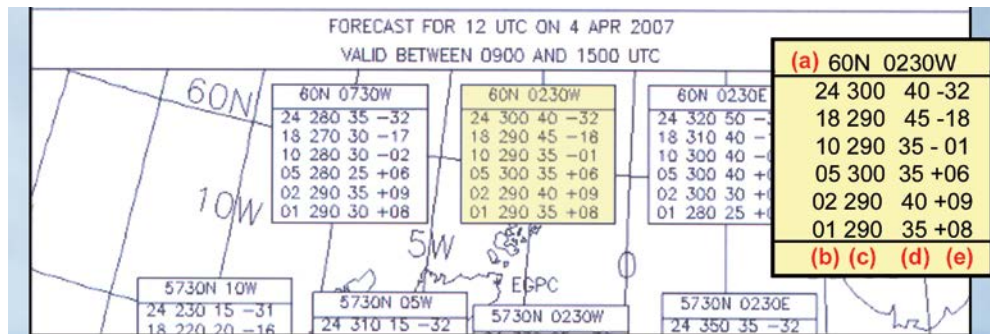 FORECAST FOR 12 UTC ON 4 APR 2007
VALID BETWEEN 0900 AND 1500 UTC
60N
10W
5W
0
60N 0730W
24 280 35 -32
18 270 30 -17
10 280 30 -02
05 280 25 +06
02 290 35 +09
01 290 30 +08
60N 0230W
24 300 40 -32
18 290 45 -18
10 290 35 -01
05 300 35 +06
02 290 40 +09
01 290 35 +08
60N 0230E
24 320 50
18 310 40
10 300 40
05 300 40
02 300 30
01 280 25
(a) 60N 0230W
24 300 40 -32
18 290 45 -18
10 290 35 - 01
05 300 35 +06
02 290 40 +09
01 290 35 +08
(b) (c) (d) (e)
EGPC
5730N 10W
24 230 15 -31
18 220 20 -16
5730N 05W
24 310 15 -32
5730N 0230W
5730N 0230E
24 350 35 -32